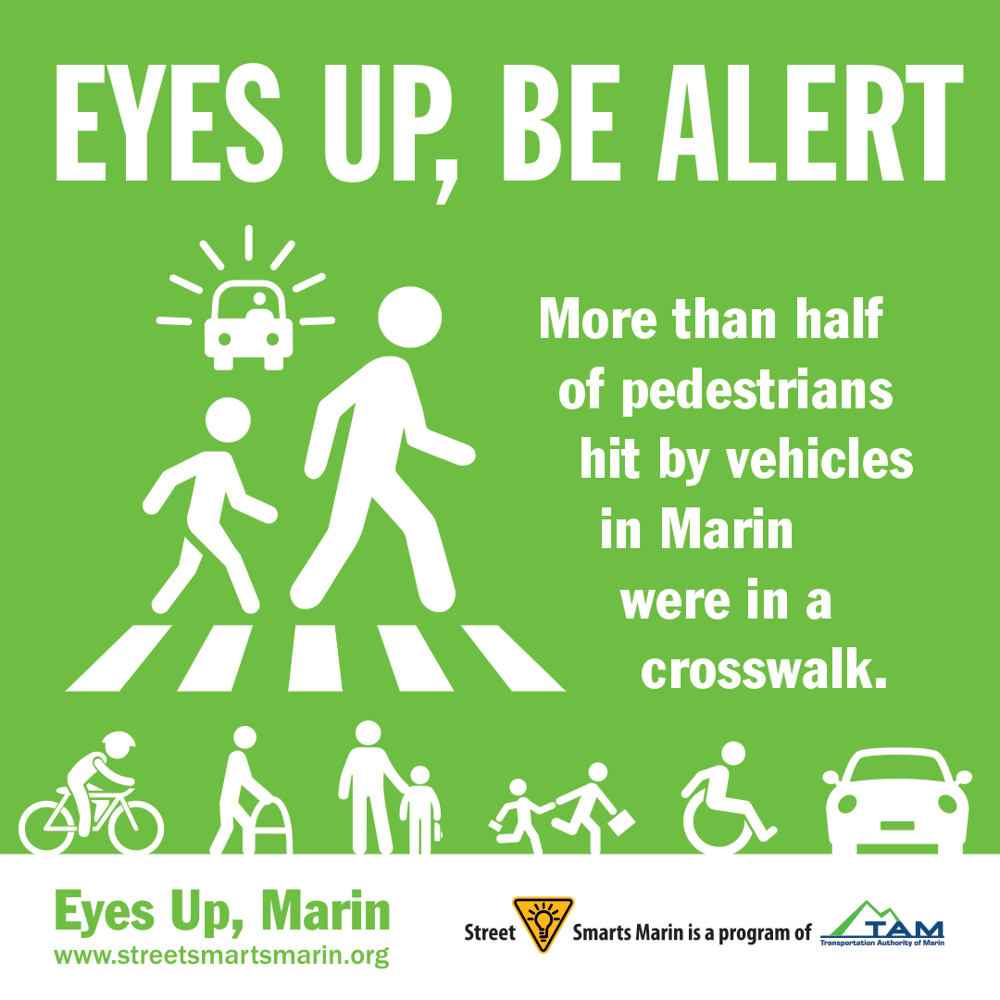 EYES UP, BE ALERT
More than half
of pedestrians
hit by vehicles
in Marin
were in a
crosswalk.
Eyes Up, Marin
www.streetsmartsmarin.org
Street Smarts Marin is a program of
TAM
Transportation Authority of Marin